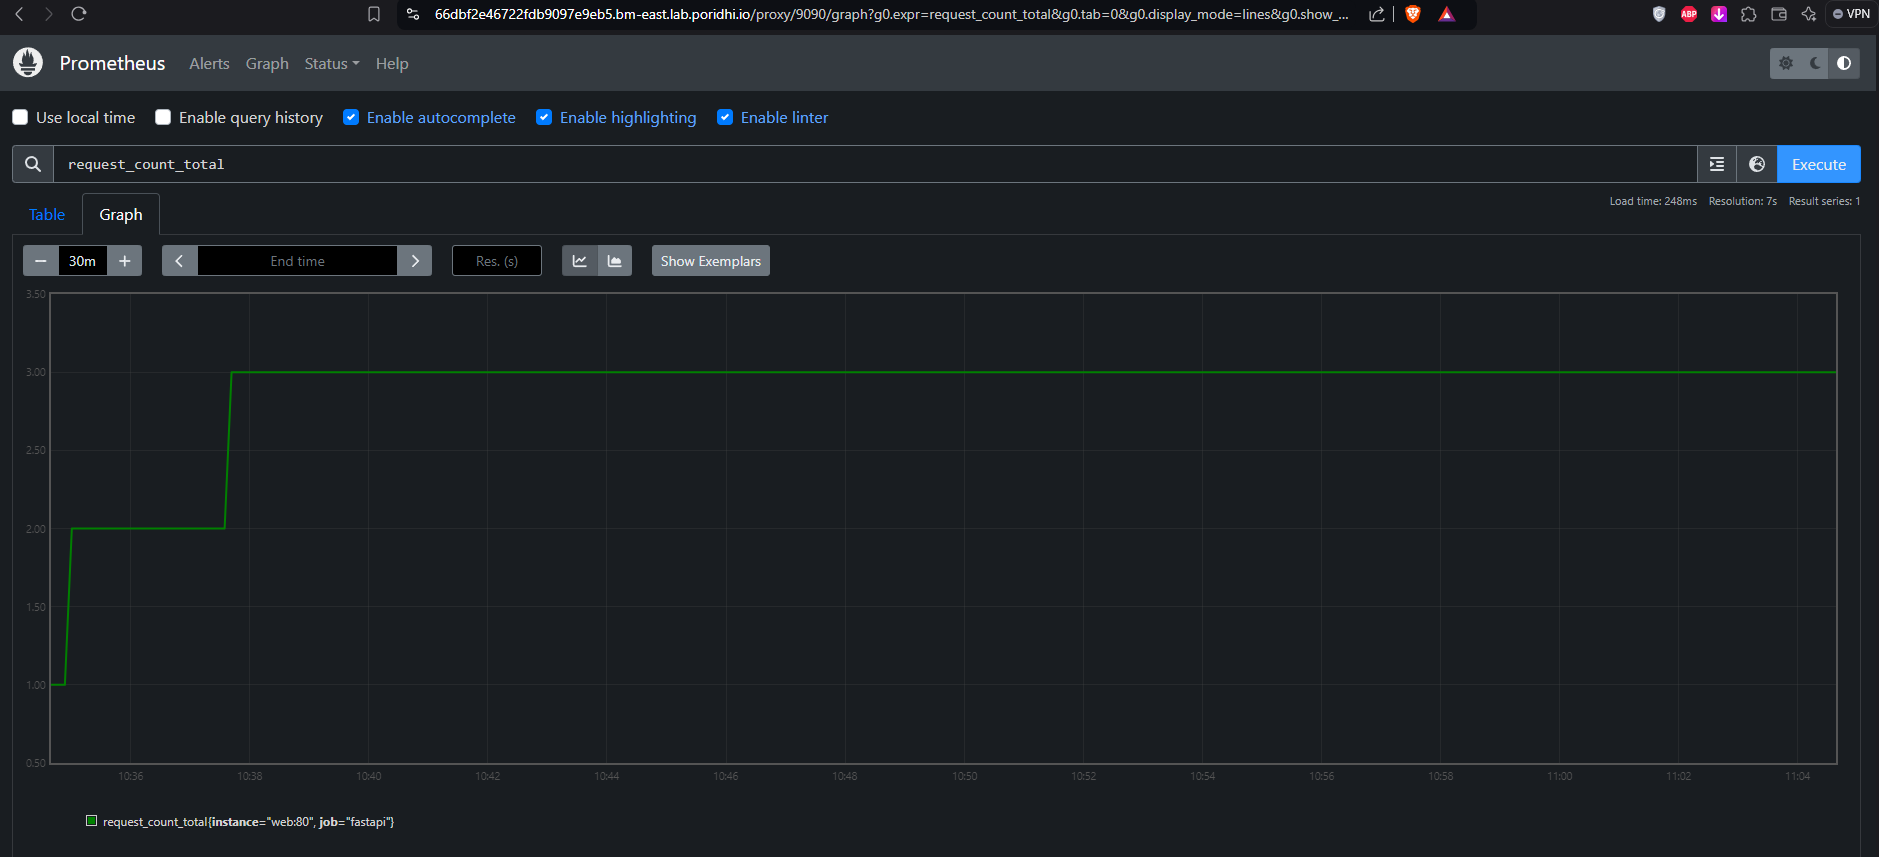 66dbf2e46722fdb9097e9eb5.bm-east.lab.poridhi.io/proxy/9090/graph?g0.expr=request_count_total&g0.tab=0&g0.display_mode=lines&g0.show_...
ABP
VPN
Prometheus Alerts Graph Status Help
Use local time Enable query history Enable autocomplete Enable highlighting Enable linter
request_count_total Execute
Table Graph
Load time: 248ms Resolution: 7s Result series: 1
30m End time Res. (s) Show Exemplars
3.50
3.00
2.50
2.00
1.50
1.00
0.50
10:36 10:38 10:40 10:42 10:44 10:46 10:48 10:50 10:52 10:54 10:56 10:58 11:00 11:02 11:04
request_count_total{instance="web:80", job="fastapi"}